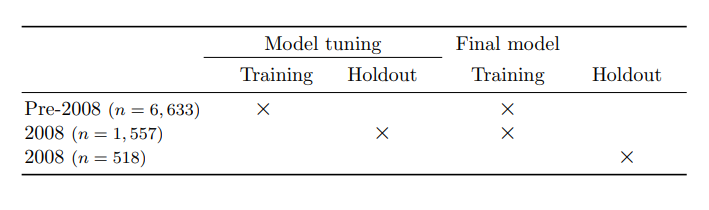 Model tuning Final model
Training Holdout Training Holdout
Pre-2008 (n = 6,633) × ×
2008 (n = 1,557) × ×
2008 (n = 518) ×